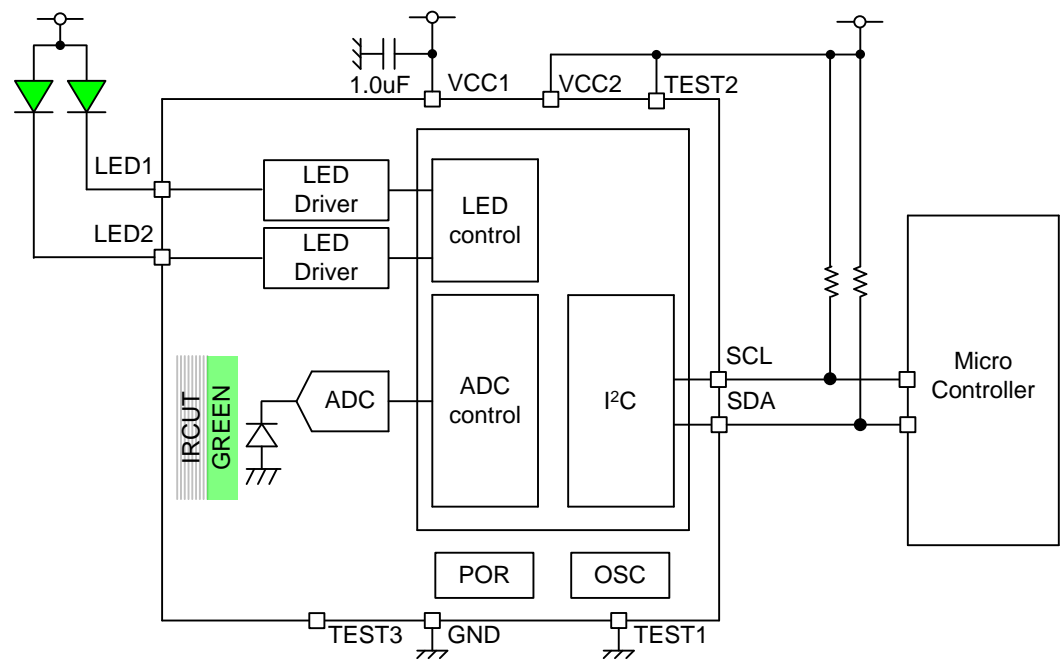 1.0uF
VCC1
VCC2
TEST2
LED1
LED
Driver
LED
control
LED2
LED
Driver
IRCUT
GREEN
ADC
ADC
control
I²C
SCL
SDA
Micro
Controller
POR
OSC
TEST3
GND
TEST1